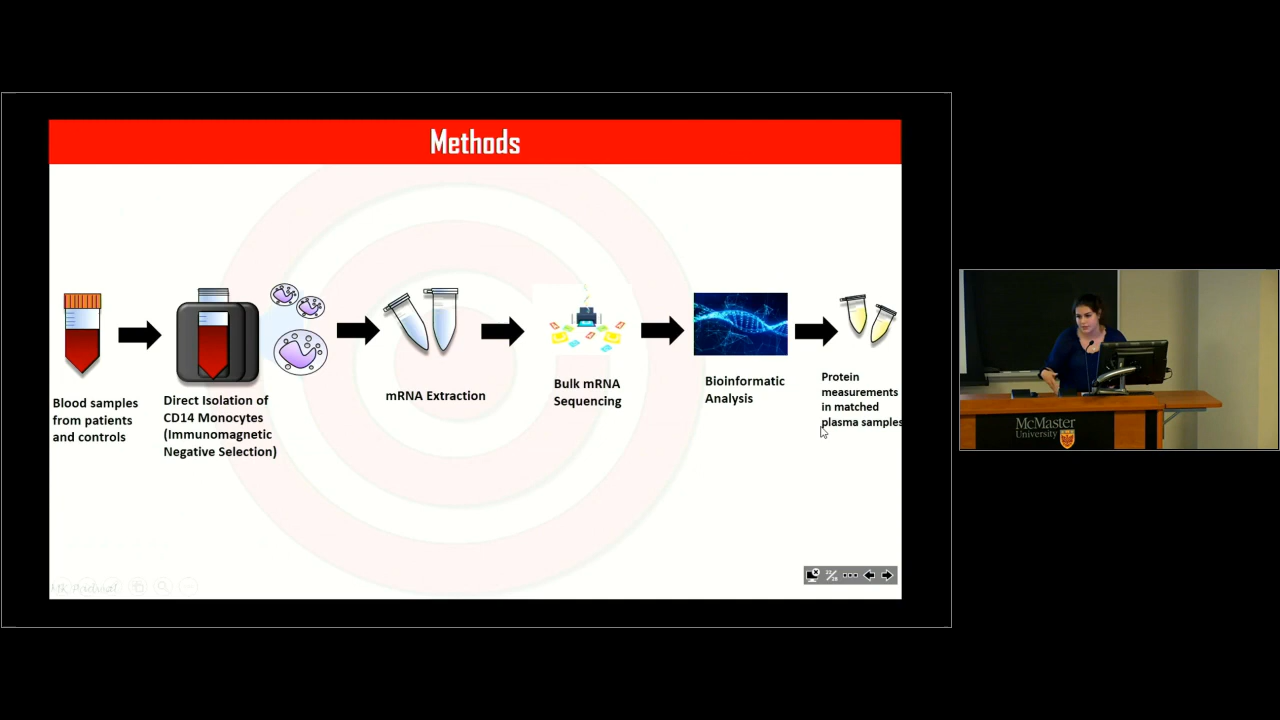 Methods
Blood samples
from patients
and controls
Direct Isolation of
CD14 Monocytes
(Immunomagnetic
Negative Selection)
mRNA Extraction
Bulk mRNA
Sequencing
Bioinformatic
Analysis
Protein
measurements
in matched
plasma samples
McMaster
University